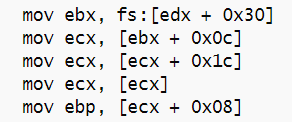 mov ebx, fs:[edx + 0x30]
mov ecx, [ebx + 0x0c]
mov ecx, [ecx + 0x1c]
mov ecx, [ecx]
mov ebp, [ecx + 0x08]